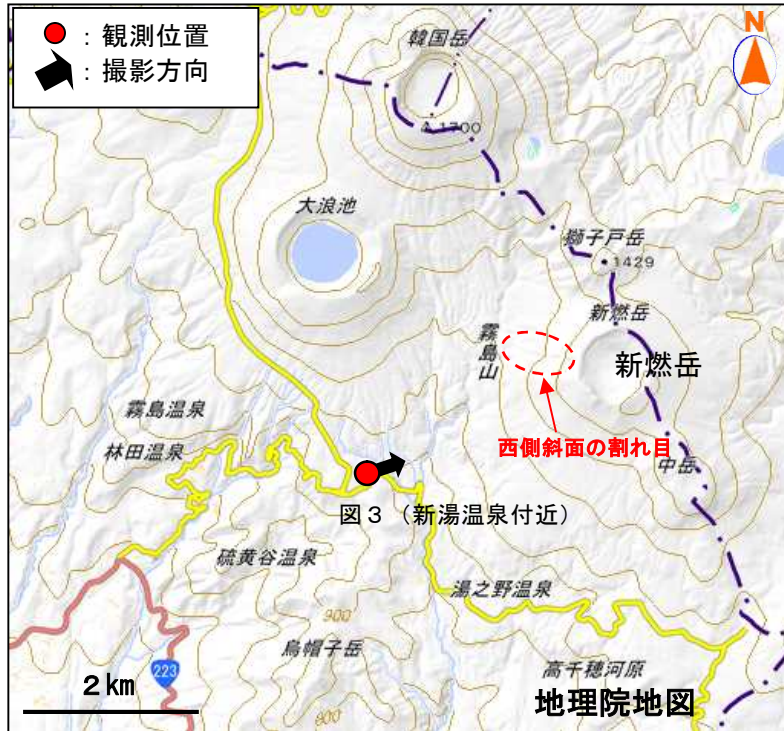 ：観測位置
：撮影方向
N
韓国岳
1700
大浪池
獅子戸岳
1429
新燃岳
新燃岳
霧島山
霧島温泉
林田温泉
西側斜面の割れ目
中岳
図３（新湯温泉付近）
硫黄谷温泉
湯之野温泉
900
烏帽子岳
223
高千穂河原
2km
地理院地図
800